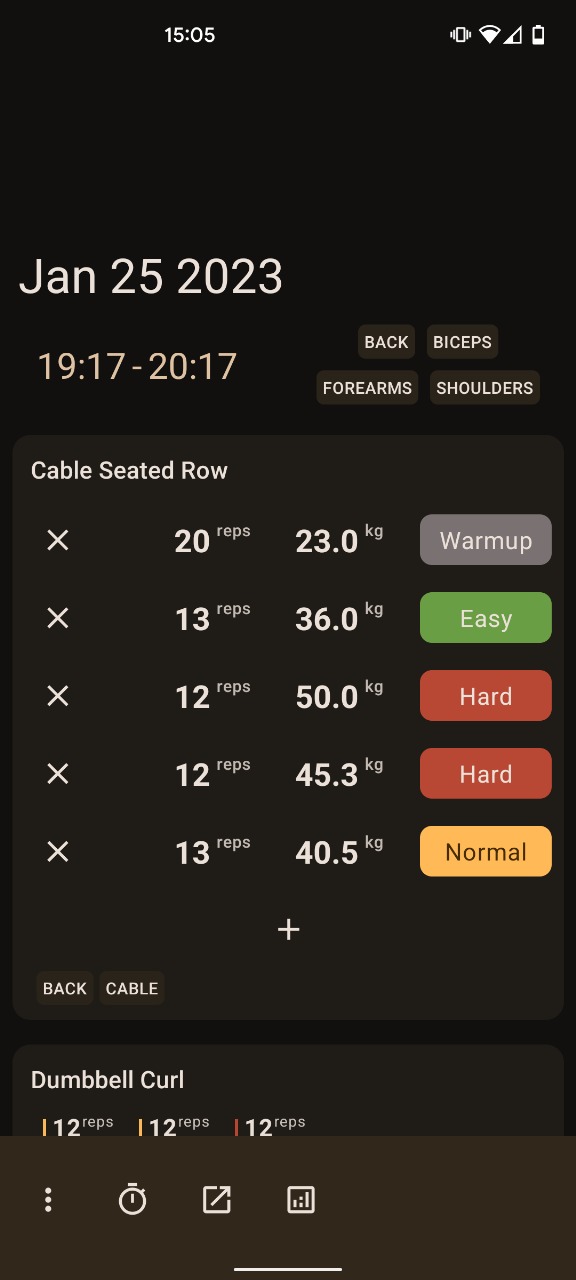 15:05
Jan 25 2023
19:17 - 20:17
BACK BICEPS
FOREARMS SHOULDERS
Cable Seated Row
20 reps 23.0 kg Warmup
13 reps 36.0 kg Easy
12 reps 50.0 kg Hard
12 reps 45.3 kg Hard
13 reps 40.5 kg Normal
BACK CABLE
Dumbbell Curl
12 reps 12 reps 12 reps